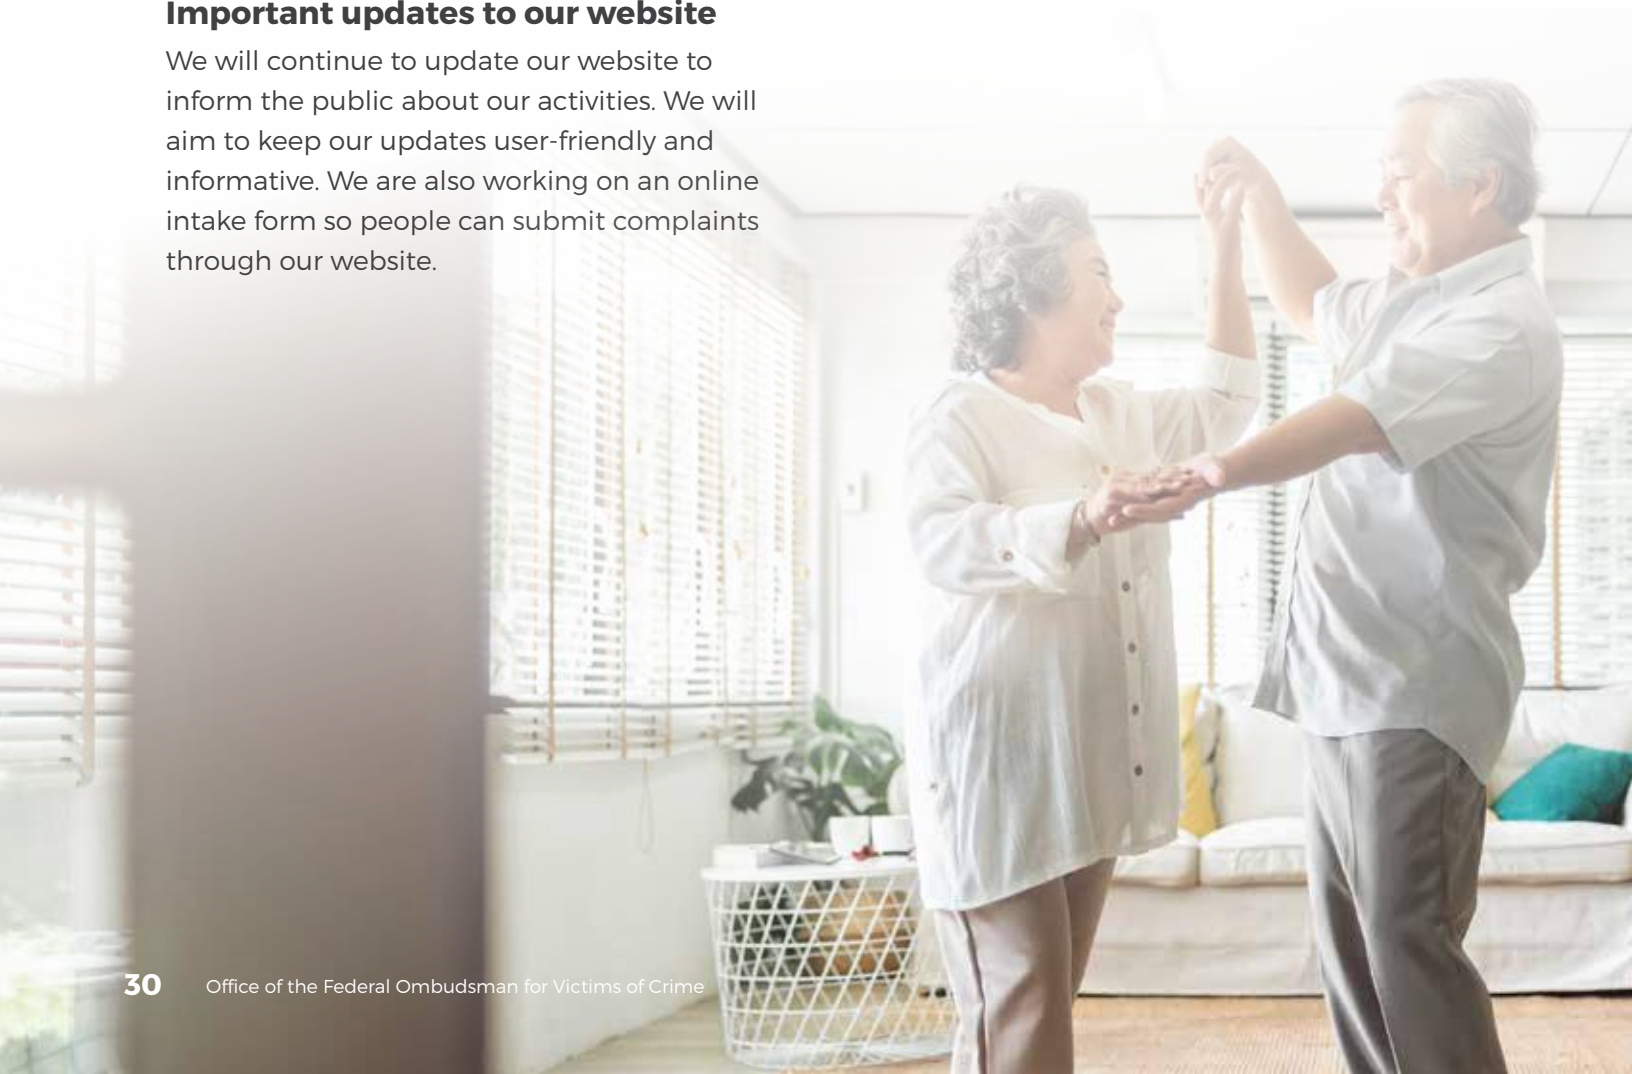 Important updates to our website
We will continue to update our website to
inform the public about our activities. We will
aim to keep our updates user-friendly and
informative. We are also working on an online
intake form so people can submit complaints
through our website.
30 Office of the Federal Ombudsman for Victims of Crime